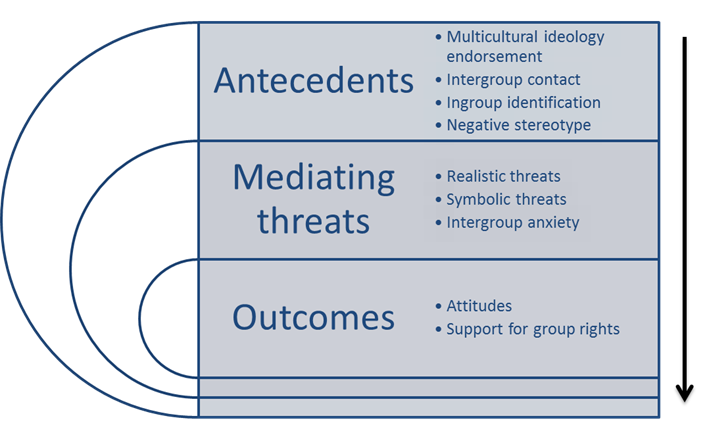 Antecedents
• Multicultural ideology
endorsement
• Intergroup contact
• Ingroup identification
• Negative stereotype
Mediating
threats
• Realistic threats
• Symbolic threats
• Intergroup anxiety
Outcomes
• Attitudes
• Support for group rights